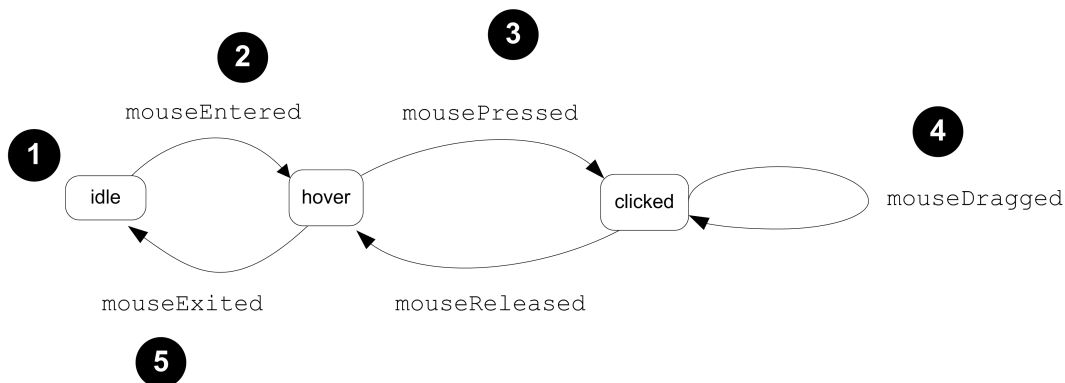 3
2
mouseEntered
mousePressed
4
1
idle
hover
clicked
mouseDragged
mouseExited
mouseReleased
5